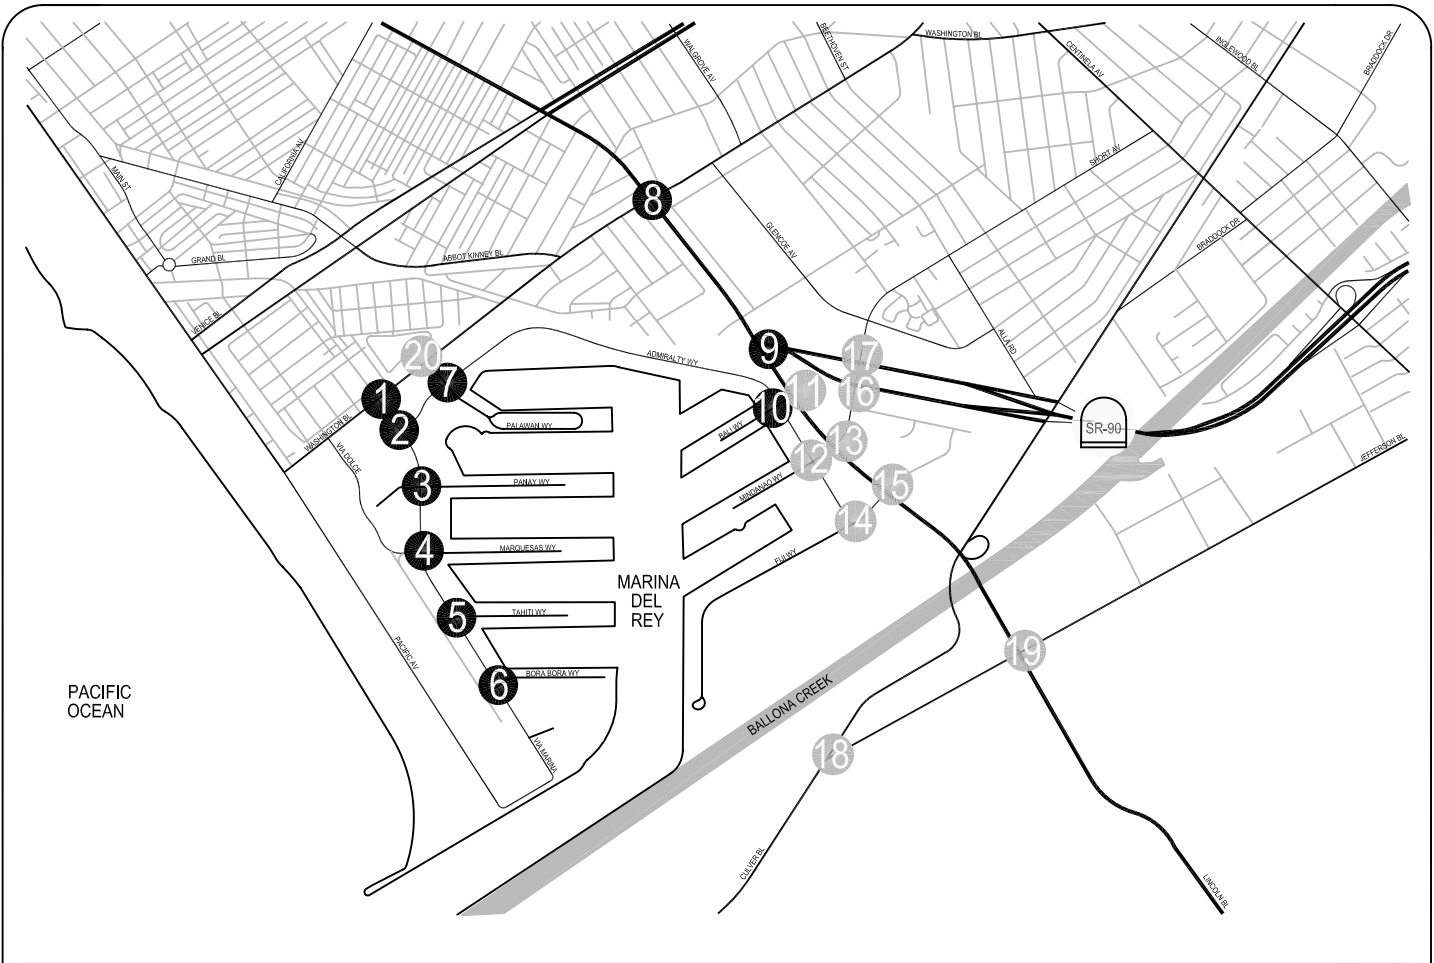 WALGROVE AV
BEETHOVEN ST
WASHINGTON BL
CENTINELA AV
INGLEWOOD BL
BRADDOCK DR
MAIN ST
CALIFORNIA AV
SHORT AV
8
GLENCOE AV
BRADDOCK DR
GRAND BL
ABBOT KINNEY BL
VENICE BL
ALLA RD
20
7
ADMIRALTY WY
9
17
1
2
10
11
16
SR-90
WASHINGTON BL
PALAWAN WY
BALI WY
13
JEFFERSON BL
VIA DOLCE
3
PANAY WY
12
MINDANAO WY
15
14
4
MARQUESAS WY
FIJI WY
MARINA
DEL
REY
5
TAHITI WY
PACIFIC AV
19
6
BORA BORA WY
PACIFIC
OCEAN
BALLONA CREEK
VIA MARINA
18
CULVER BL
LINCOLN BL